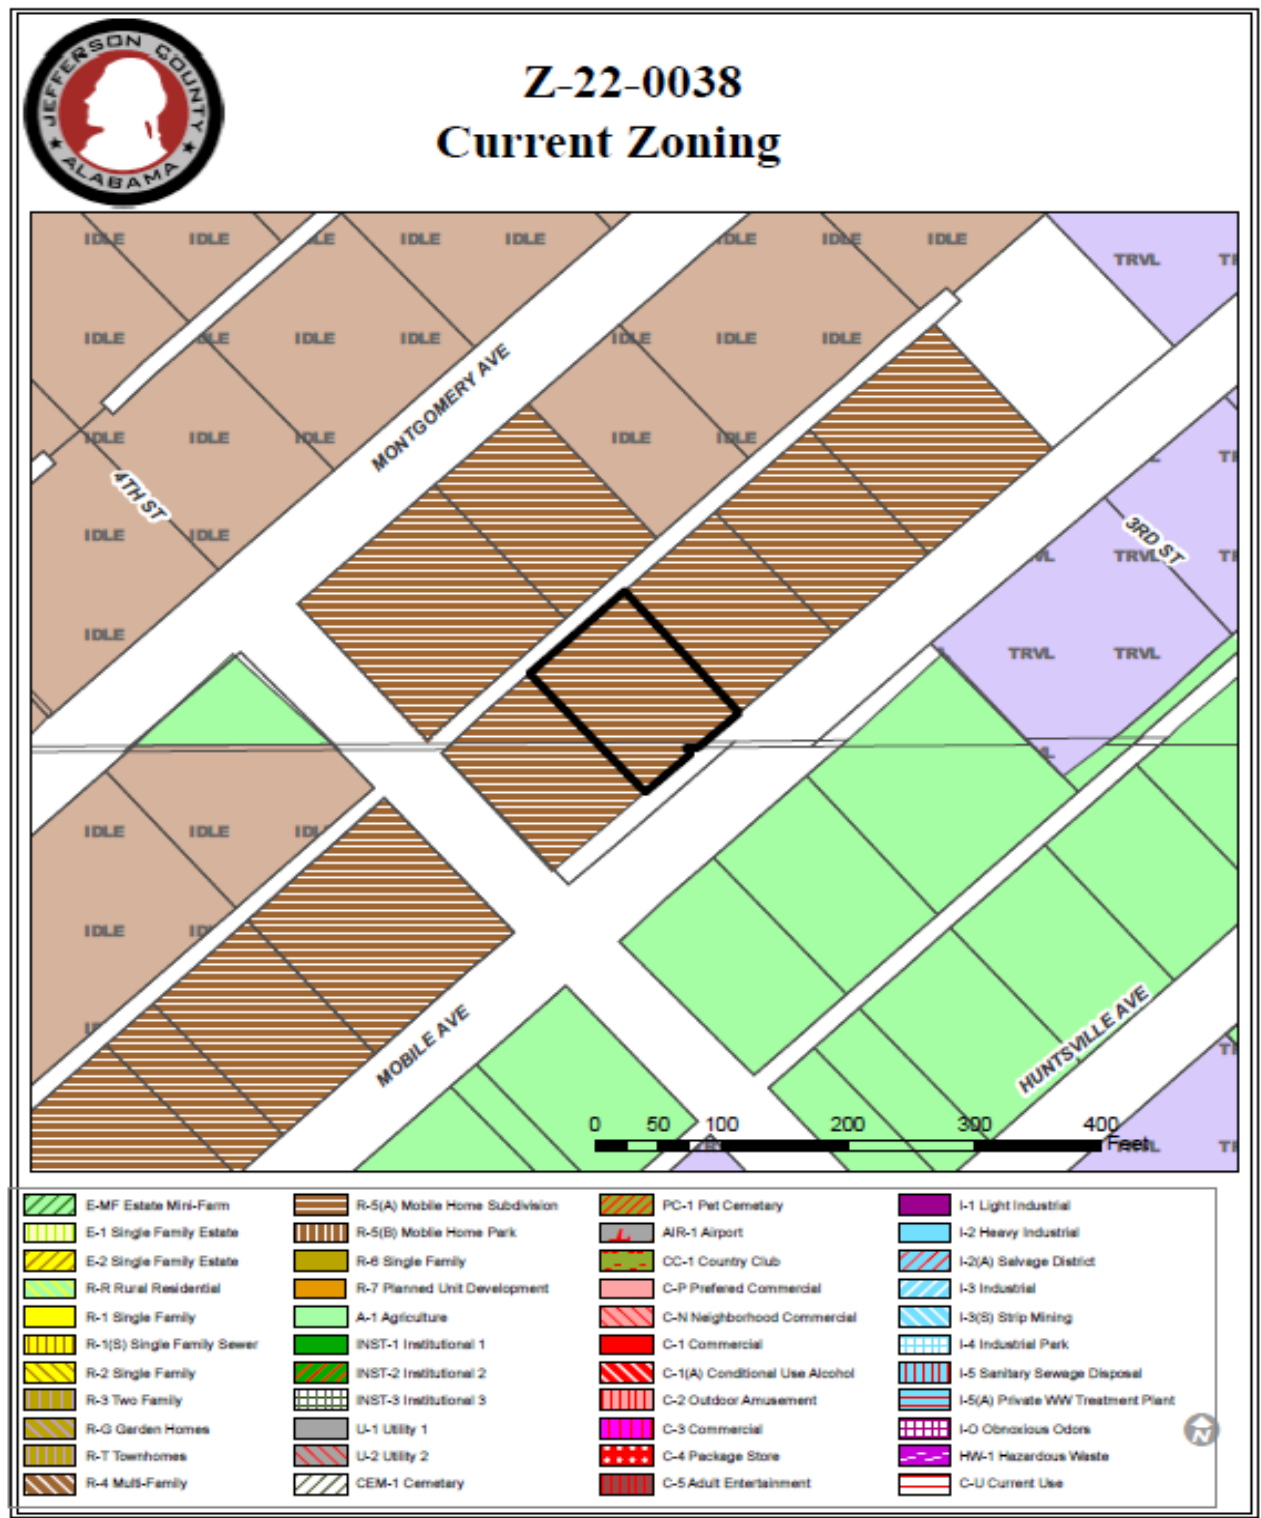 JEFFERSON COUNTY
ALABAMA
Z-22-0038
Current Zoning
IDLE IDLE IDLE IDLE IDLE IDLE IDLE TRVL
IDLE IDLE IDLE IDLE IDLE IDLE IDLE
MONTGOMERY AVE
IDLE IDLE IDLE IDLE IDLE
4TH ST
IDLE IDLE
3RD ST
TRVL
IDLE
TRVL TRVL
IDLE IDLE
IDLE
MOBILE AVE
HUNTSVILLE AVE
0 50 100 200 300 400
Feet
E-MF Estate Mini-Farm
E-1 Single Family Estate
E-2 Single Family Estate
R-R Rural Residential
R-1 Single Family
R-1(S) Single Family Sewer
R-2 Single Family
R-3 Two Family
R-G Garden Homes
R-T Townhomes
R-4 Multi-Family
R-5(A) Mobile Home Subdivision
R-5(B) Mobile Home Park
R-6 Single Family
R-7 Planned Unit Development
A-1 Agriculture
INST-1 Institutional 1
INST-2 Institutional 2
INST-3 Institutional 3
U-1 Utility 1
U-2 Utility 2
CEM-1 Cemetary
PC-1 Pet Cemetary
AIR-1 Airport
CC-1 Country Club
C-P Prefered Commercial
C-N Neighborhood Commercial
C-1 Commercial
C-1(A) Conditional Use Alcohol
C-2 Outdoor Amusement
C-3 Commercial
C-4 Package Store
C-5 Adult Entertainment
I-1 Light Industrial
I-2 Heavy Industrial
I-2(A) Salvage District
I-3 Industrial
I-3(S) Strip Mining
I-4 Industrial Park
I-5 Sanitary Sewage Disposal
I-5(A) Private WW Treatment Plant
I-O Obnoxious Odors
HW-1 Hazardous Waste
C-U Current Use
N